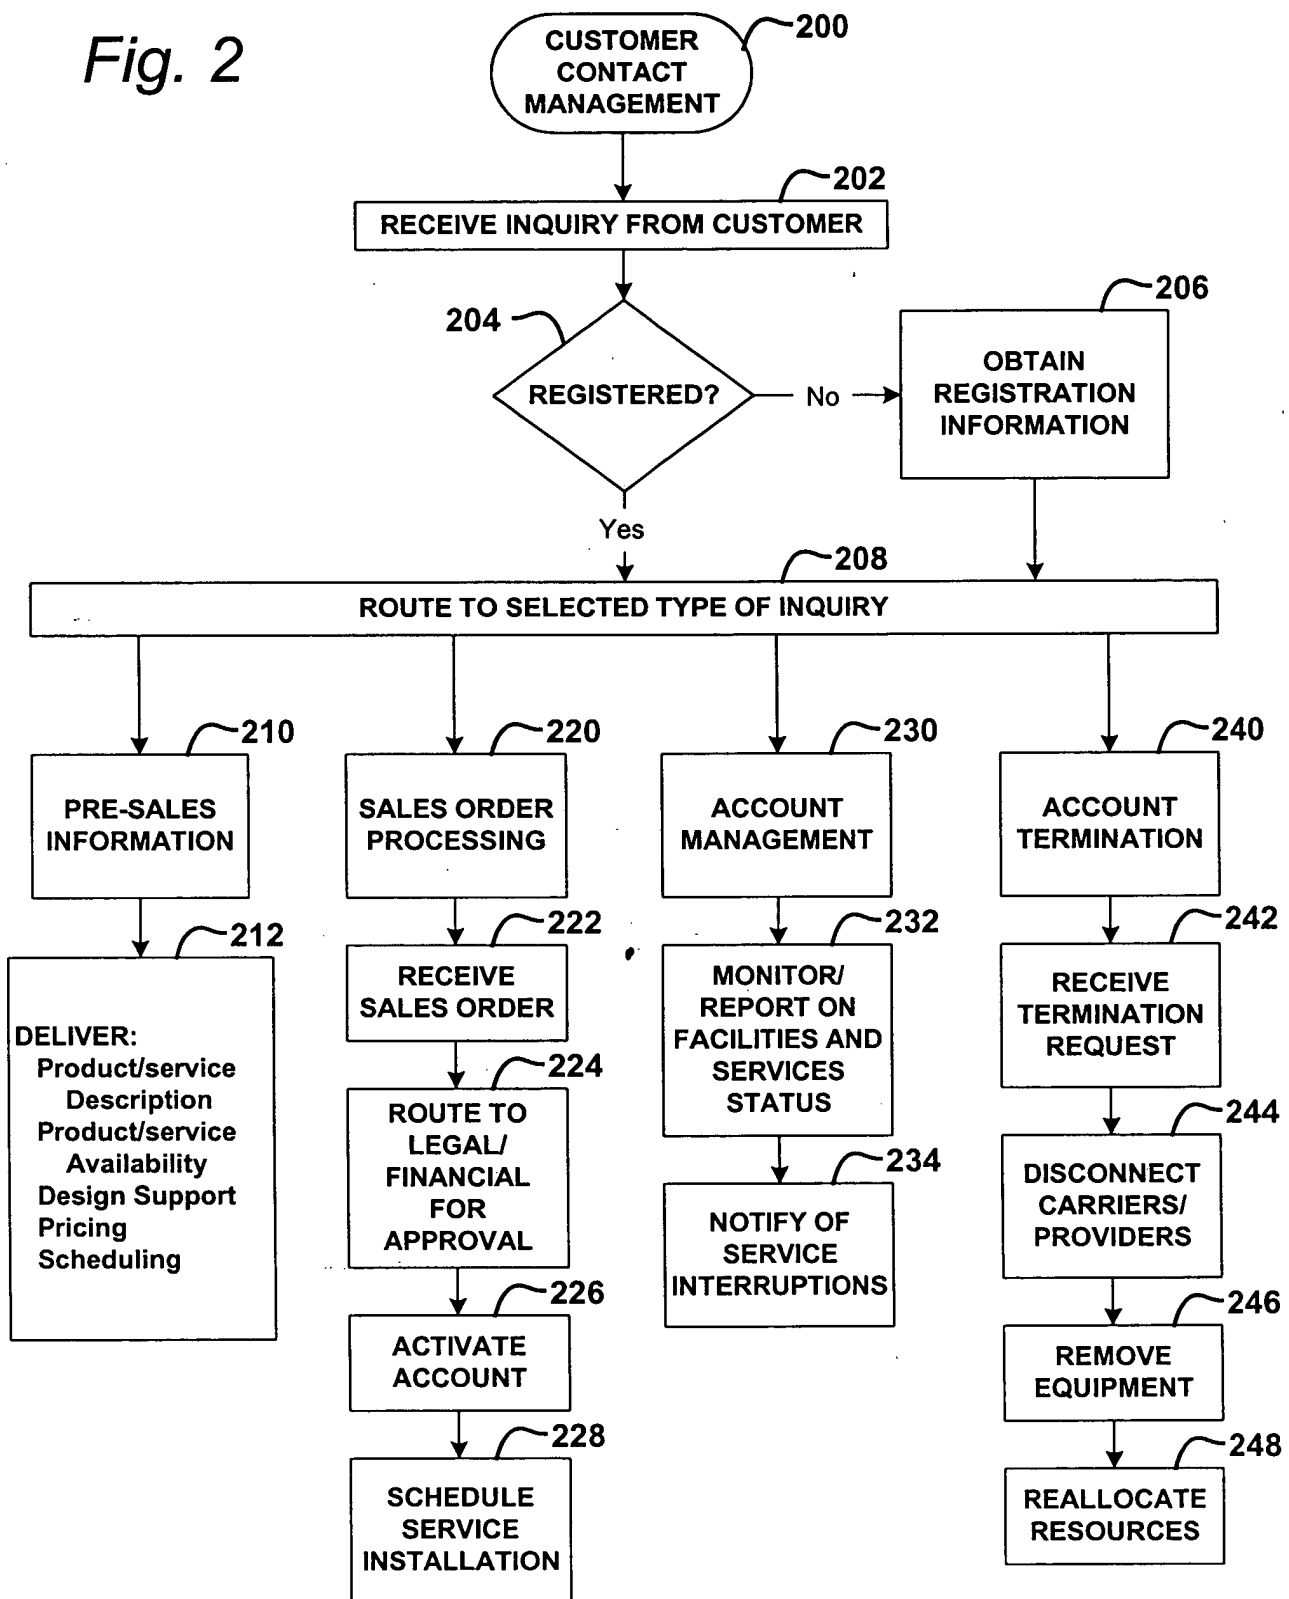 Fig. 2
200
CUSTOMER
CONTACT
MANAGEMENT
202
RECEIVE INQUIRY FROM CUSTOMER
204
REGISTERED?
No
206
OBTAIN
REGISTRATION
INFORMATION
Yes
208
ROUTE TO SELECTED TYPE OF INQUIRY
210
PRE-SALES
INFORMATION
212
DELIVER:
Product/service
Description
Product/service
Availability
Design Support
Pricing
Scheduling
220
SALES ORDER
PROCESSING
222
RECEIVE
SALES ORDER
224
ROUTE TO
LEGAL/
FINANCIAL
FOR
APPROVAL
226
ACTIVATE
ACCOUNT
228
SCHEDULE
SERVICE
INSTALLATION
230
ACCOUNT
MANAGEMENT
232
MONITOR/
REPORT ON
FACILITIES AND
SERVICES
STATUS
234
NOTIFY OF
SERVICE
INTERRUPTIONS
240
ACCOUNT
TERMINATION
242
RECEIVE
TERMINATION
REQUEST
244
DISCONNECT
CARRIERS/
PROVIDERS
246
REMOVE
EQUIPMENT
248
REALLOCATE
RESOURCES